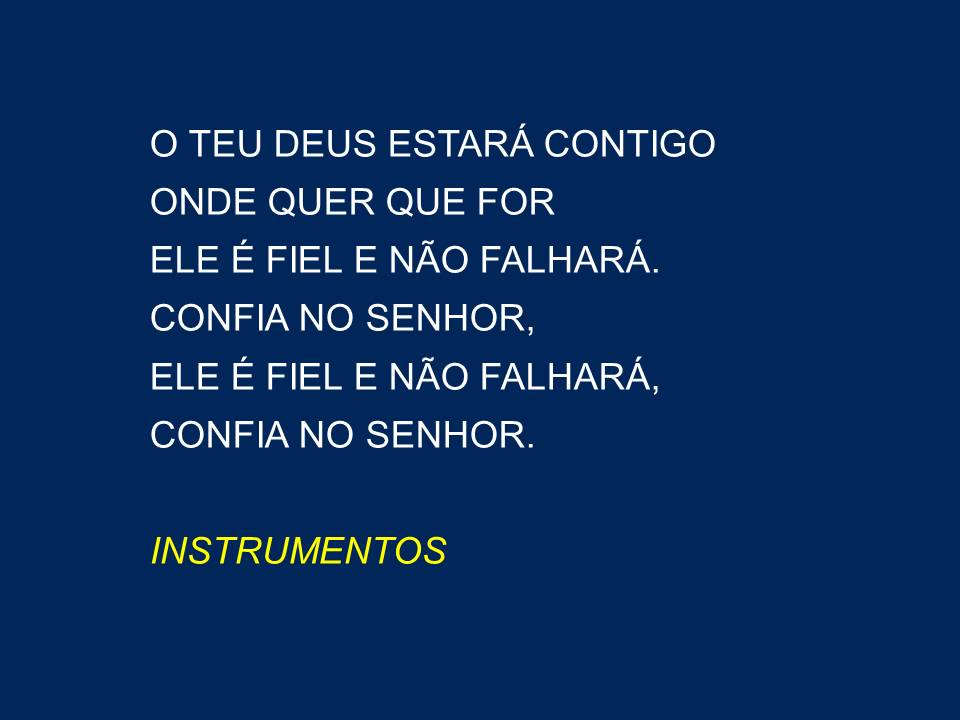 O TEU DEUS ESTARÁ CONTIGO
ONDE QUER QUE FOR
ELE É FIEL E NÃO FALHARÁ.
CONFIA NO SENHOR,
ELE É FIEL E NÃO FALHARÁ,
CONFIA NO SENHOR.
INSTRUMENTOS